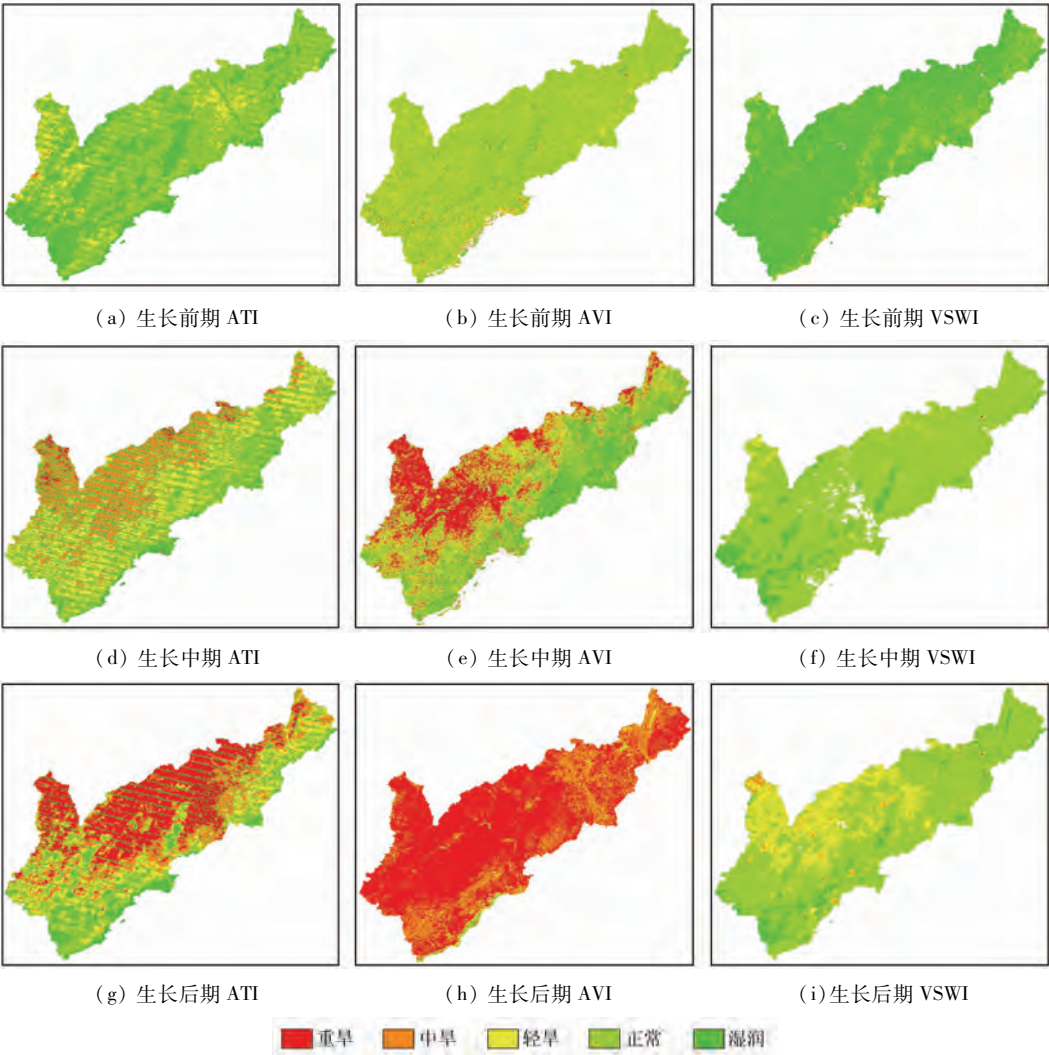 (a) 生长前期 ATI
(b) 生长前期 AVI
(c) 生长前期 VSWI
(d) 生长中期 ATI
(e) 生长中期 AVI
(f) 生长中期 VSWI
(g) 生长后期 ATI
(h) 生长后期 AVI
(i)生长后期 VSWI
重旱 中旱 轻旱 正常 湿润